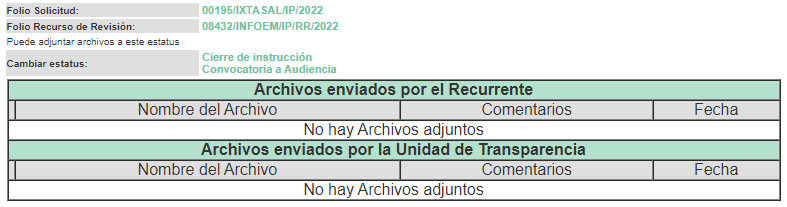 Folio Solicitud: 00195/IXTASAL/IP/2022
Folio Recurso de Revisión: 08432/INFOEM/IP/RR/2022
Puede adjuntar archivos a este estatus
Cambiar estatus: Cierre de instrucción
Convocatoria a Audiencia
Archivos enviados por el Recurrente
Nombre del Archivo Comentarios Fecha
No hay Archivos adjuntos
Archivos enviados por la Unidad de Transparencia
Nombre del Archivo Comentarios Fecha
No hay Archivos adjuntos